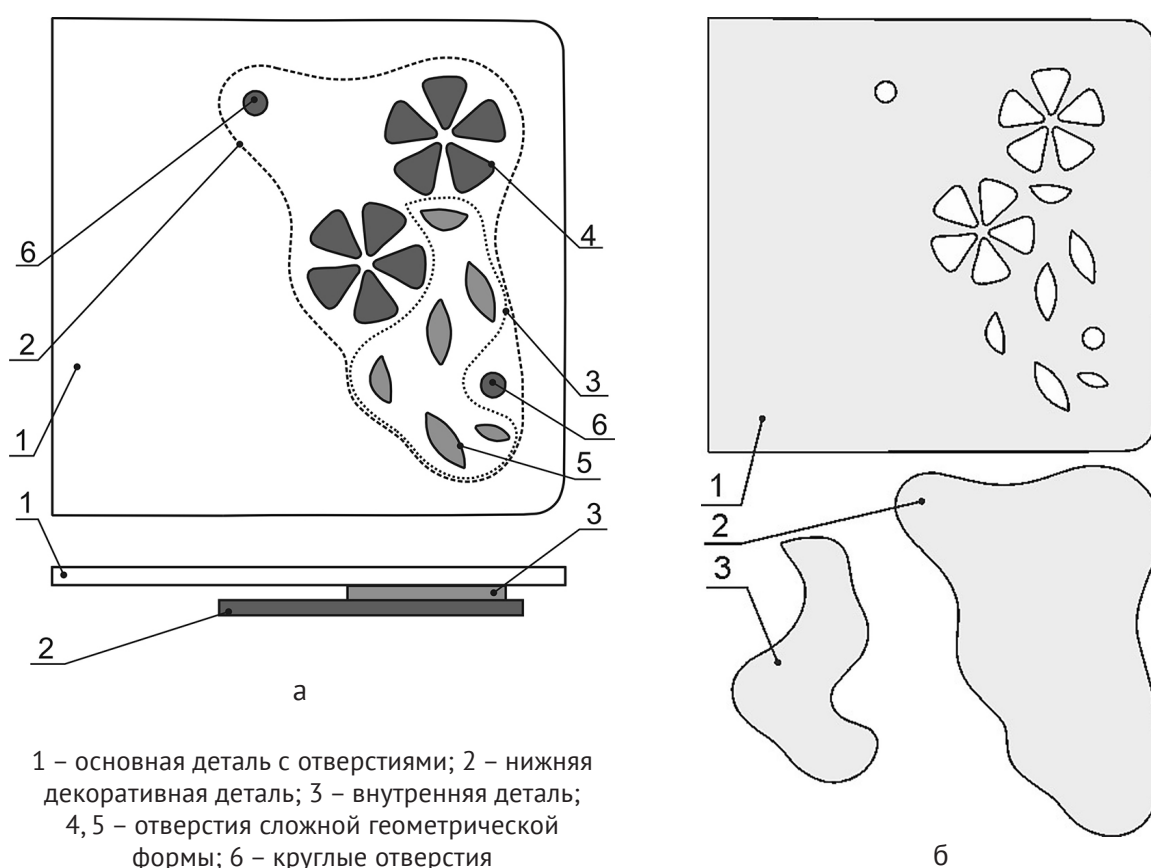 6
2
1
4
3
6
5
1
3
2
а
1 – основная деталь с отверстиями; 2 – нижняя
декоративная деталь; 3 – внутренняя деталь;
4, 5 – отверстия сложной геометрической
формы; 6 – круглые отверстия
1
2
3
б